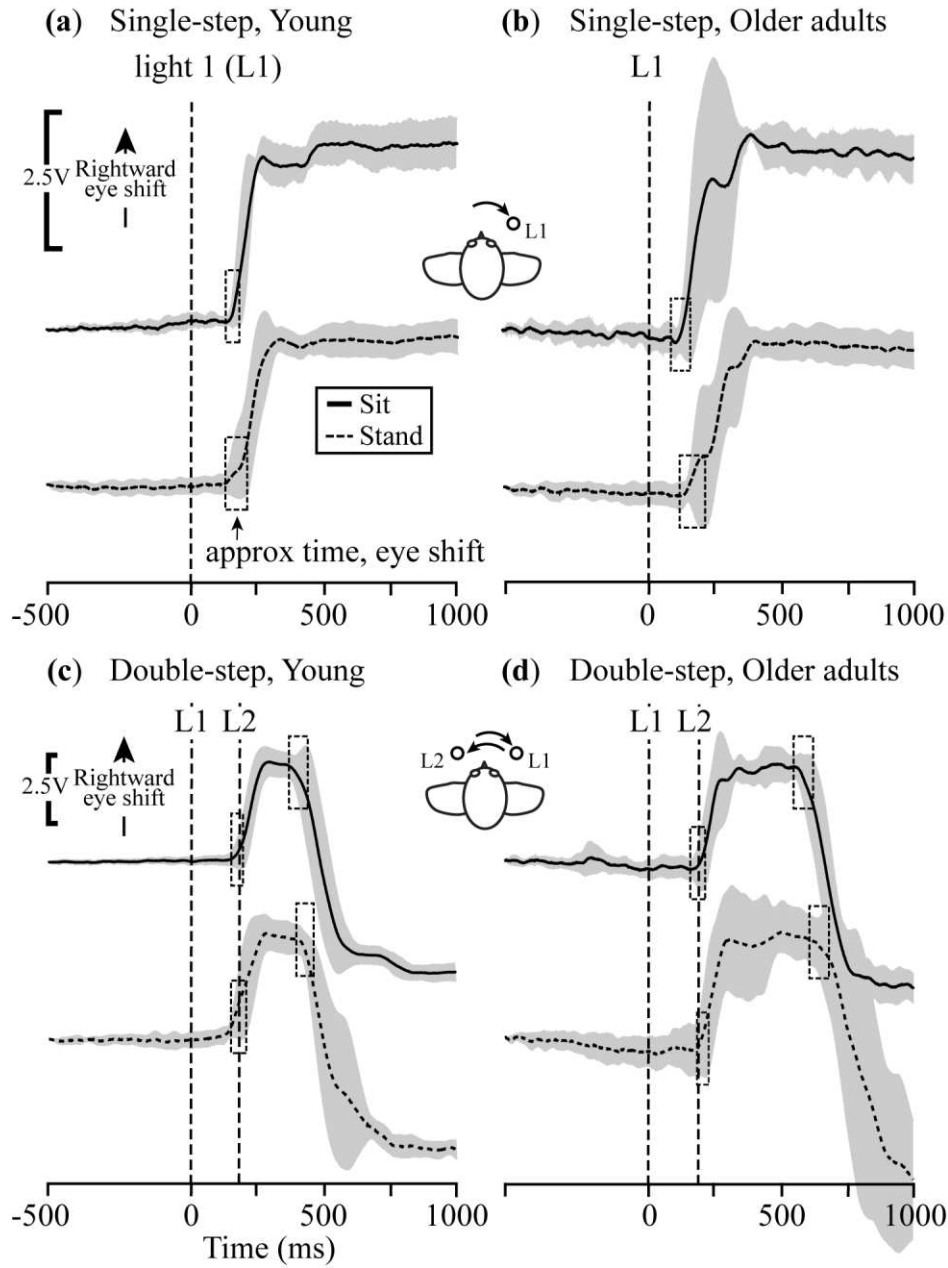 (a) Single-step, Young
light 1 (L1)
2.5V
Rightward
eye shift
L1
Sit
Stand
approx time, eye shift
-500 0 500 1000
(b) Single-step, Older adults
L1
0 500 1000
(c) Double-step, Young
L1 L2
2.5V
Rightward
eye shift
L2 L1
-500 0 500 1000
Time (ms)
(d) Double-step, Older adults
L1 L2
0 500 1000